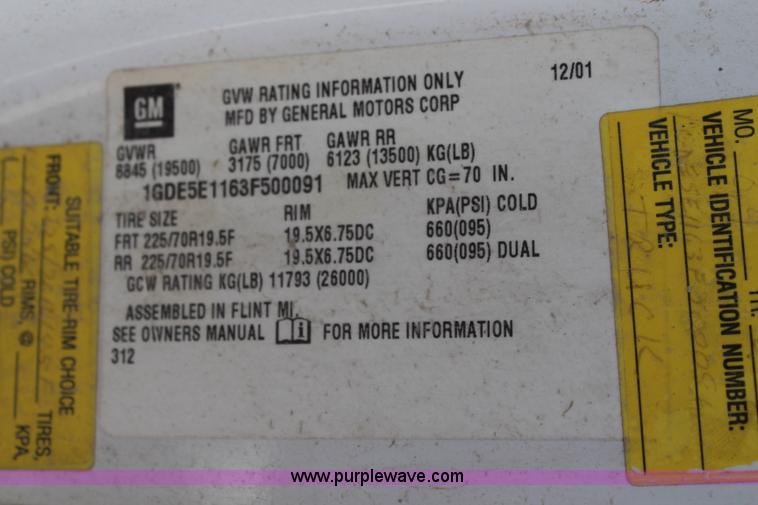 GM
GVW RATING INFORMATION ONLY 12/01
MFD BY GENERAL MOTORS CORP
GVWR GAWR FRT GAWR RR
8845 (19500) 3175 (7000) 6123 (13500) KG(LB)
1GDE5E1163F500091 MAX VERT CG=70 IN.
TIRE SIZE RIM KPA(PSI) COLD
FRT 225/70R19.5F 19.5X6.75DC 660(095)
RR 225/70R19.5F 19.5X6.75DC 660(095) DUAL
GCW RATING KG(LB) 11793 (26000)
ASSEMBLED IN FLINT MI.
SEE OWNERS MANUAL i FOR MORE INFORMATION
312
SUITABLE TIRE-RIM CHOICE
FRONT: TIRES,
RIMS, @ KPA,
PSI) COLD
MO. YR.
VEHICLE IDENTIFICATION NUMBER:
VEHICLE TYPE:
TRUCK
www.purplewave.com